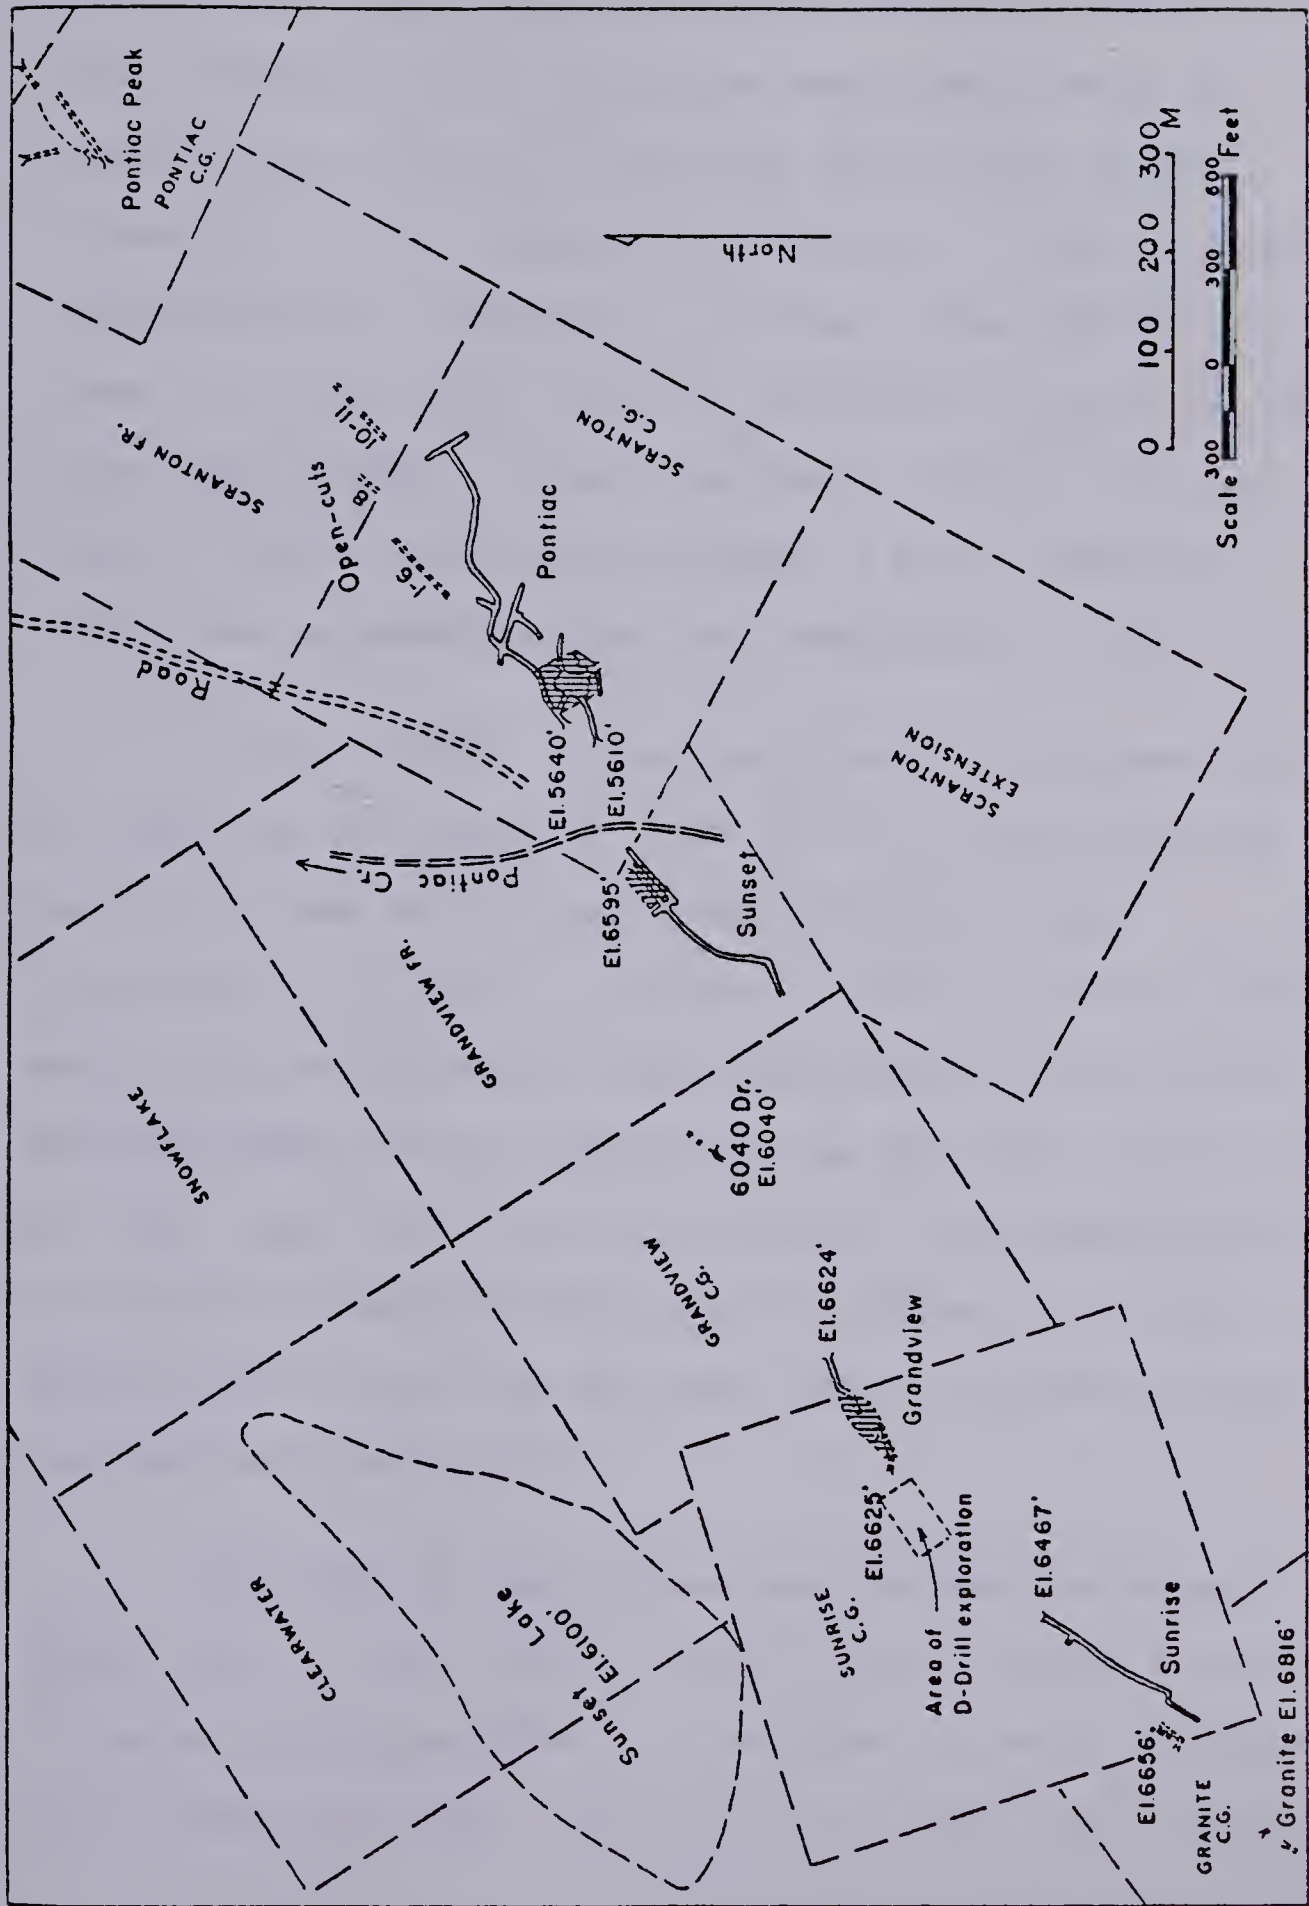 Pontiac Peak
PONTIAC
C.G.
SCRANTON FR.
Open-cuts
10-11
8
1-6
Road
Pontiac
SCRANTON
C.G.
North
El.5640'
El.5610'
Pontiac Cr.
El.6595'
Sunset
SCRANTON
EXTENSION
GRANDVIEW FR.
SNOWFLAKE
6040 Dr.
El.6040'
GRANDVIEW
C.G.
El.6624'
Grandview
CLEARWATER
Sunset Lake
El.6100'
SUNRISE
C.G.
El.6625'
Area of
D-Drill exploration
El.6467'
Sunrise
El.6656'
GRANITE
C.G.
Granite El.6816'
0 100 200 300 M
300 0 300 600
Scale Feet